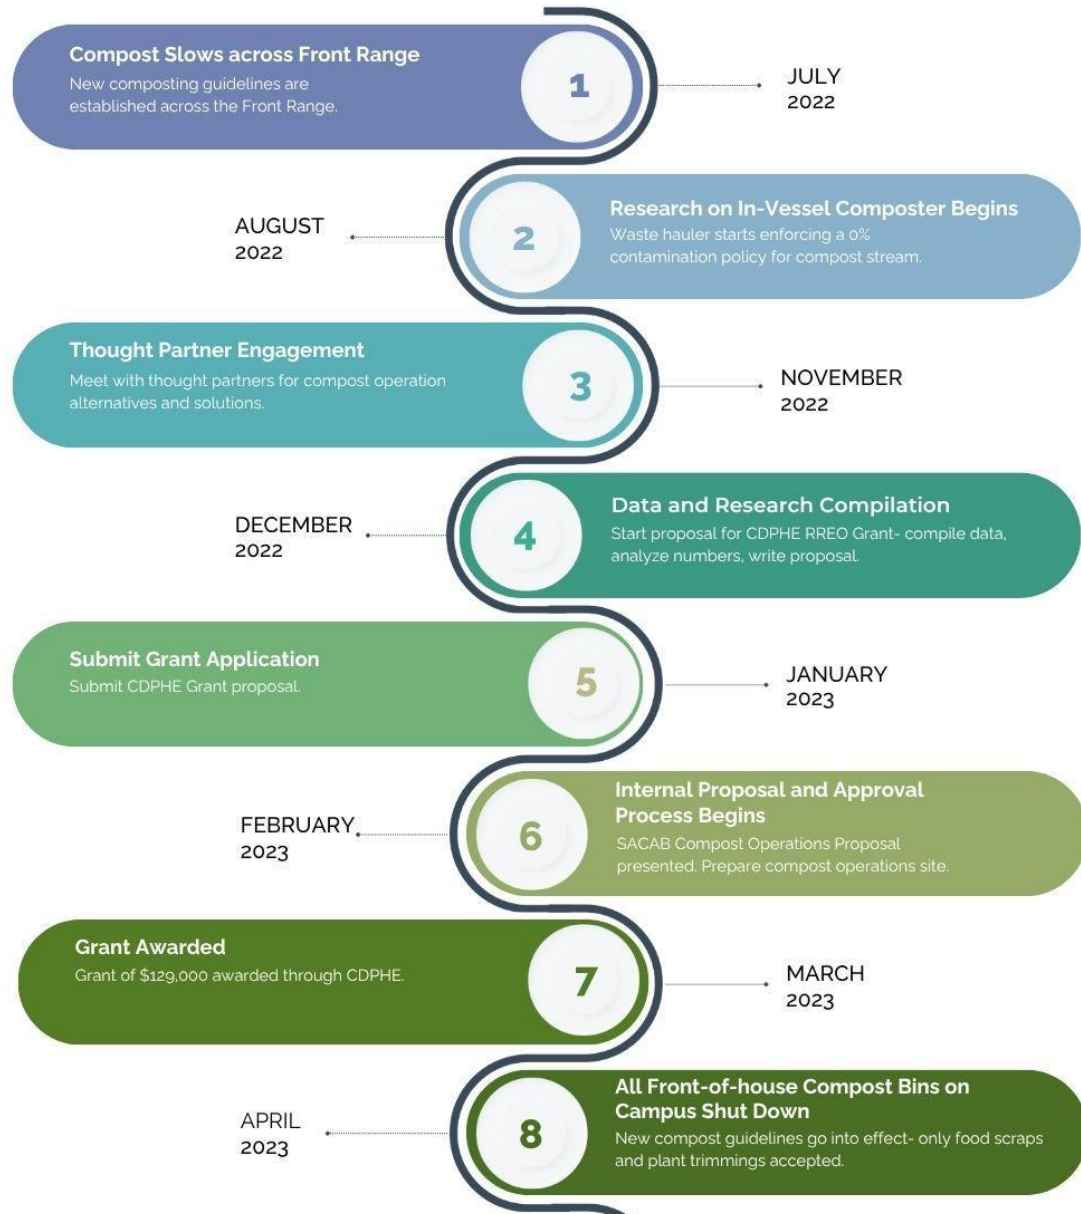 Compost Slows across Front Range
New composting guidelines are
established across the Front Range.
1
JULY
2022
AUGUST
2022
2
Research on In-Vessel Composter Begins
Waste hauler starts enforcing a 0%
contamination policy for compost stream.
Thought Partner Engagement
Meet with thought partners for compost operation
alternatives and solutions.
3
NOVEMBER
2022
DECEMBER
2022
4
Data and Research Compilation
Start proposal for CDPHE RREO Grant- compile data,
analyze numbers, write proposal.
Submit Grant Application
Submit CDPHE Grant proposal.
5
JANUARY
2023
FEBRUARY
2023
6
Internal Proposal and Approval
Process Begins
SACAB Compost Operations Proposal
presented. Prepare compost operations site.
Grant Awarded
Grant of $129,000 awarded through CDPHE.
7
MARCH
2023
APRIL
2023
8
All Front-of-house Compost Bins on
Campus Shut Down
New compost guidelines go into effect- only food scraps
and plant trimmings accepted.